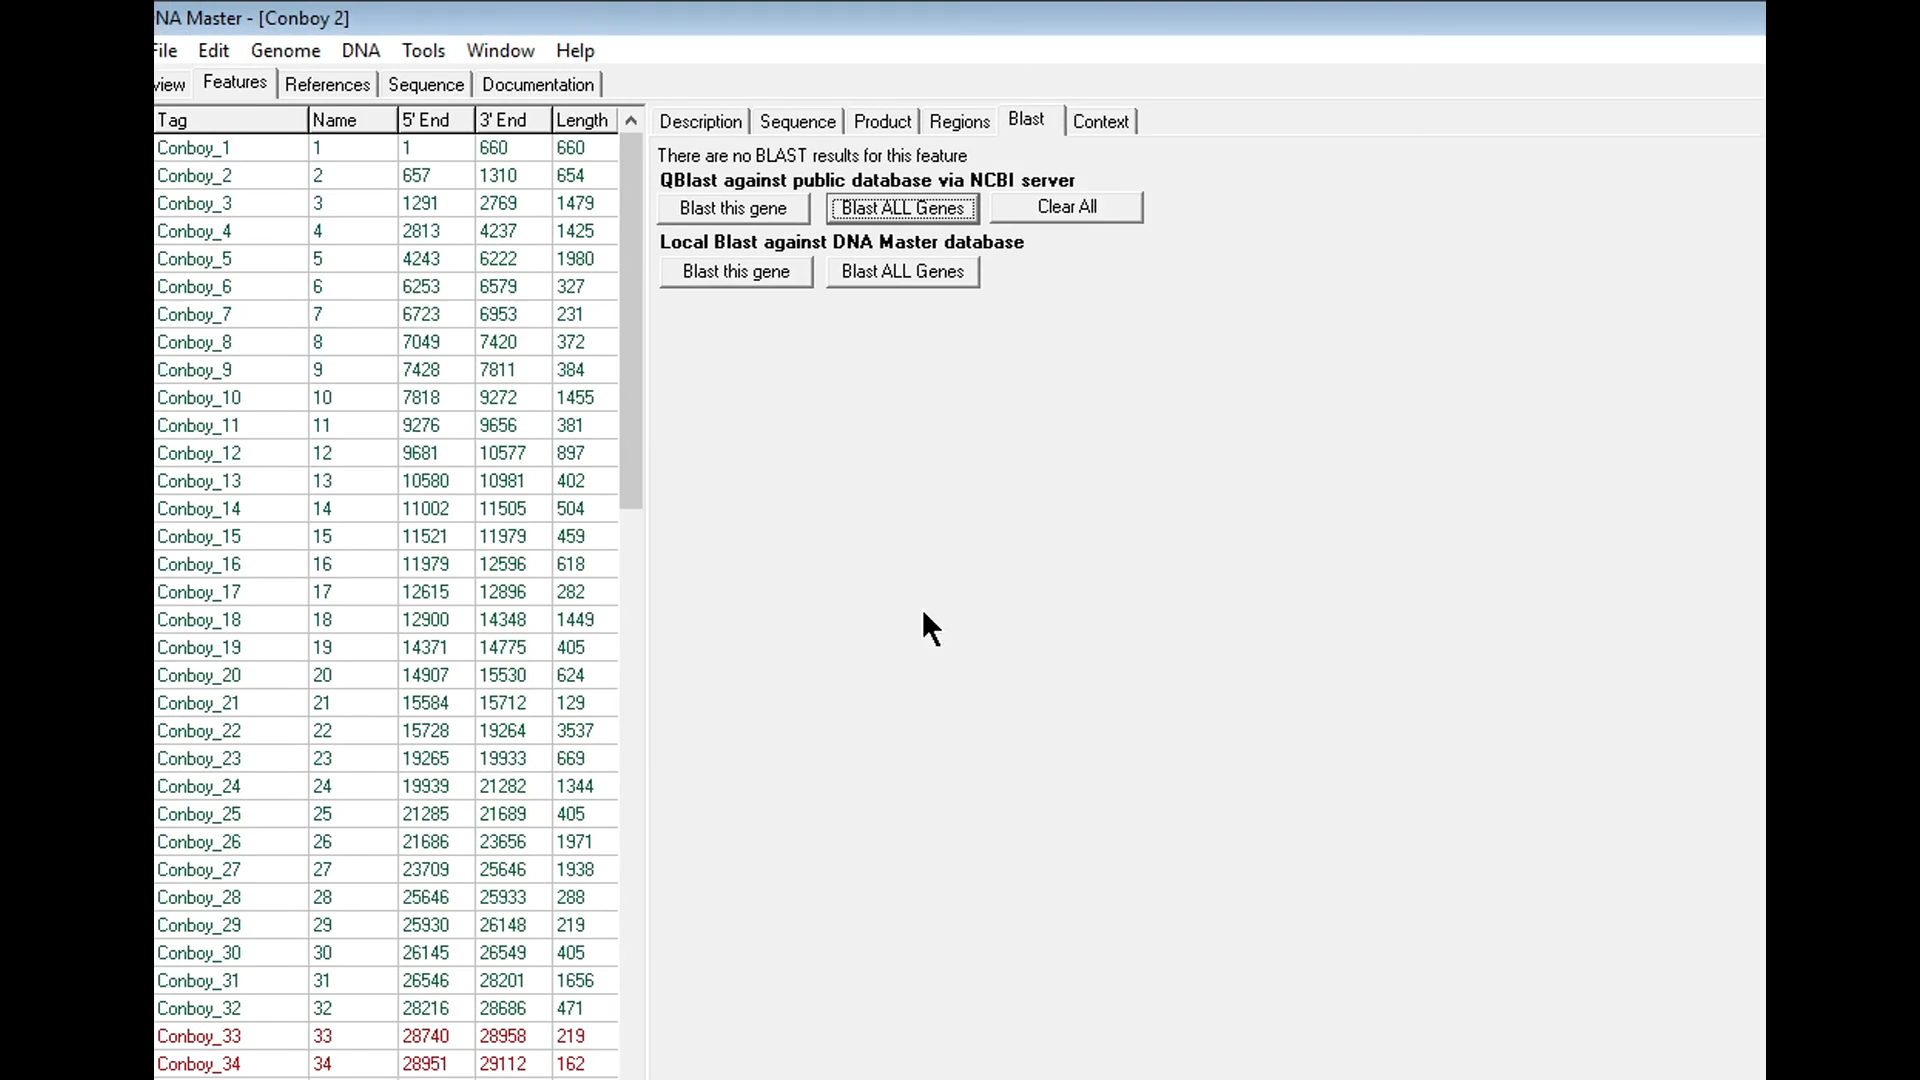 NA Master - [Conboy 2]
File Edit Genome DNA Tools Window Help
view Features References Sequence Documentation
Tag Name 5' End 3' End Length
Conboy_1 1 1 660 660
Conboy_2 2 657 1310 654
Conboy_3 3 1291 2769 1479
Conboy_4 4 2813 4237 1425
Conboy_5 5 4243 6222 1980
Conboy_6 6 6253 6579 327
Conboy_7 7 6723 6953 231
Conboy_8 8 7049 7420 372
Conboy_9 9 7428 7811 384
Conboy_10 10 7818 9272 1455
Conboy_11 11 9276 9656 381
Conboy_12 12 9681 10577 897
Conboy_13 13 10580 10981 402
Conboy_14 14 11002 11505 504
Conboy_15 15 11521 11979 459
Conboy_16 16 11979 12596 618
Conboy_17 17 12615 12896 282
Conboy_18 18 12900 14348 1449
Conboy_19 19 14371 14775 405
Conboy_20 20 14907 15530 624
Conboy_21 21 15584 15712 129
Conboy_22 22 15728 19264 3537
Conboy_23 23 19265 19933 669
Conboy_24 24 19939 21282 1344
Conboy_25 25 21285 21689 405
Conboy_26 26 21686 23656 1971
Conboy_27 27 23709 25646 1938
Conboy_28 28 25646 25933 288
Conboy_29 29 25930 26148 219
Conboy_30 30 26145 26549 405
Conboy_31 31 26546 28201 1656
Conboy_32 32 28216 28686 471
Conboy_33 33 28740 28958 219
Conboy_34 34 28951 29112 162
Description Sequence Product Regions Blast Context
There are no BLAST results for this feature
QBlast against public database via NCBI server
Blast this gene Blast ALL Genes Clear All
Local Blast against DNA Master database
Blast this gene Blast ALL Genes